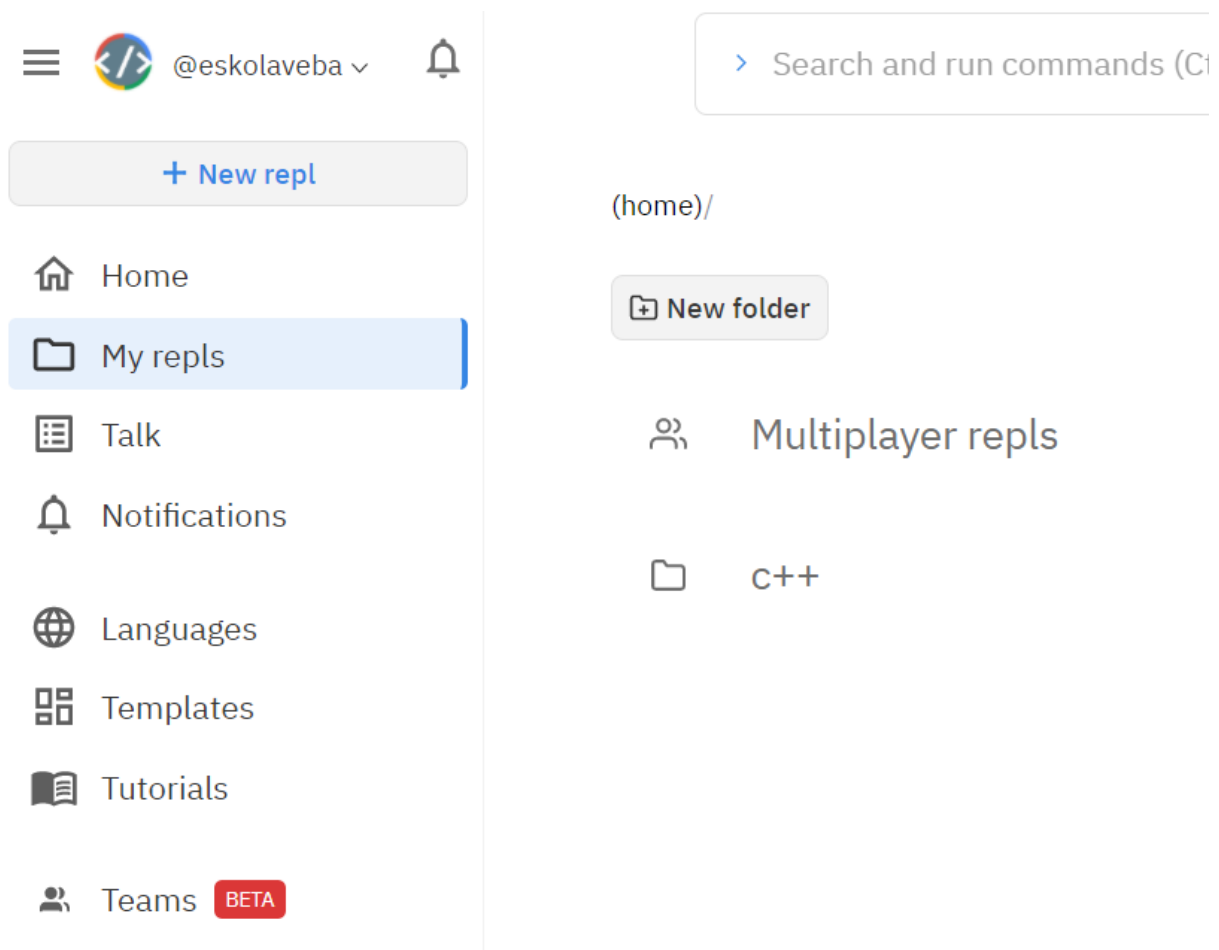 @eskolaveba
Search and run commands (Ct
+ New repl
(home)/
Home
New folder
My repls
Talk
Multiplayer repls
Notifications
c++
Languages
Templates
Tutorials
Teams BETA